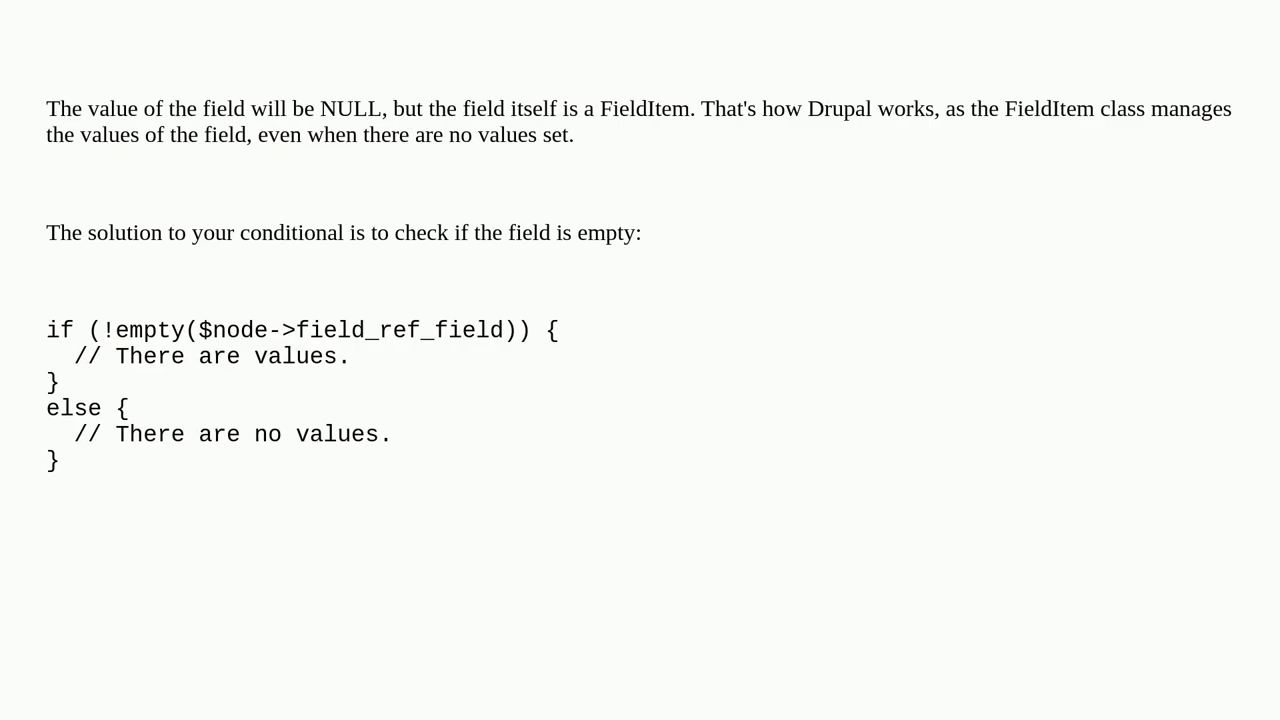 The value of the field will be NULL, but the field itself is a FieldItem. That's how Drupal works, as the FieldItem class manages
the values of the field, even when there are no values set.
The solution to your conditional is to check if the field is empty:
if (!empty($node->field_ref_field)) {
  // There are values.
}
else {
  // There are no values.
}